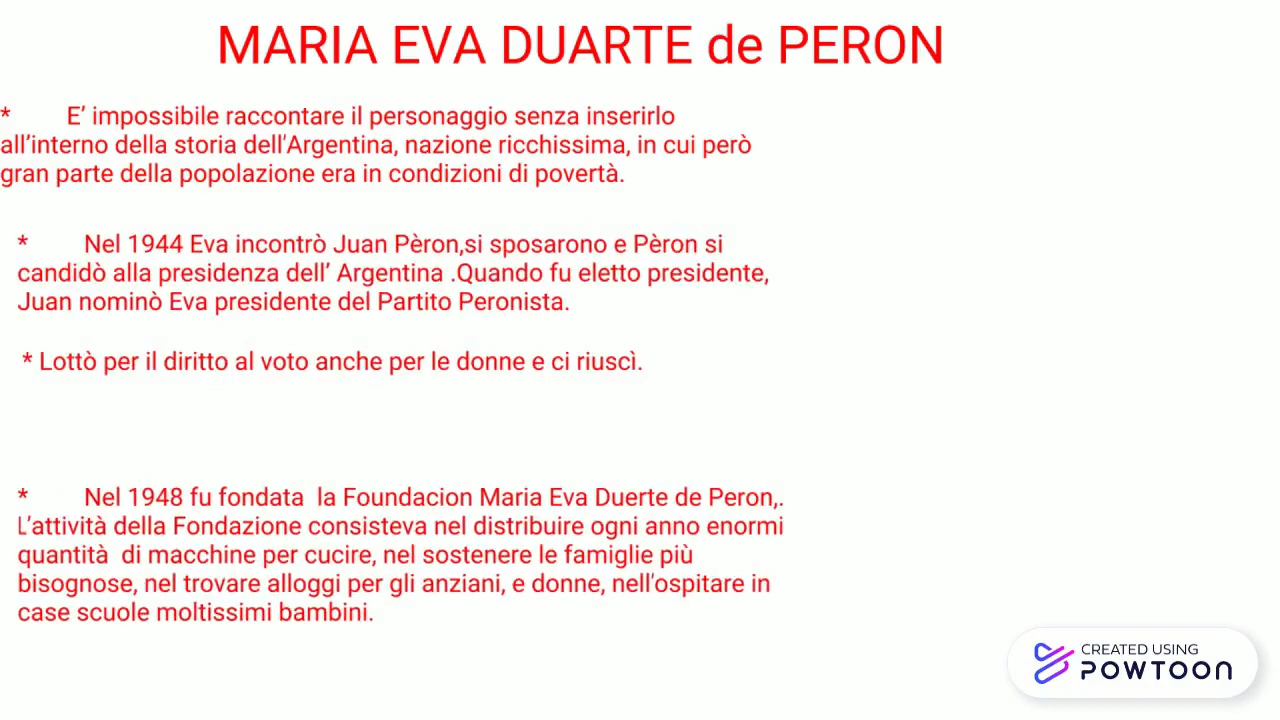 MARIA EVA DUARTE de PERON
* E’ impossibile raccontare il personaggio senza inserirlo
all’interno della storia dell'Argentina, nazione ricchissima, in cui però
gran parte della popolazione era in condizioni di povertà.
* Nel 1944 Eva incontrò Juan Pèron,si sposarono e Pèron si
candidò alla presidenza dell’ Argentina .Quando fu eletto presidente,
Juan nominò Eva presidente del Partito Peronista.
* Lottò per il diritto al voto anche per le donne e ci riuscì.
* Nel 1948 fu fondata la Foundacion Maria Eva Duerte de Peron,.
L’attività della Fondazione consisteva nel distribuire ogni anno enormi
quantità di macchine per cucire, nel sostenere le famiglie più
bisognose, nel trovare alloggi per gli anziani, e donne, nell'ospitare in
case scuole moltissimi bambini.
CREATED USING
POWTOON